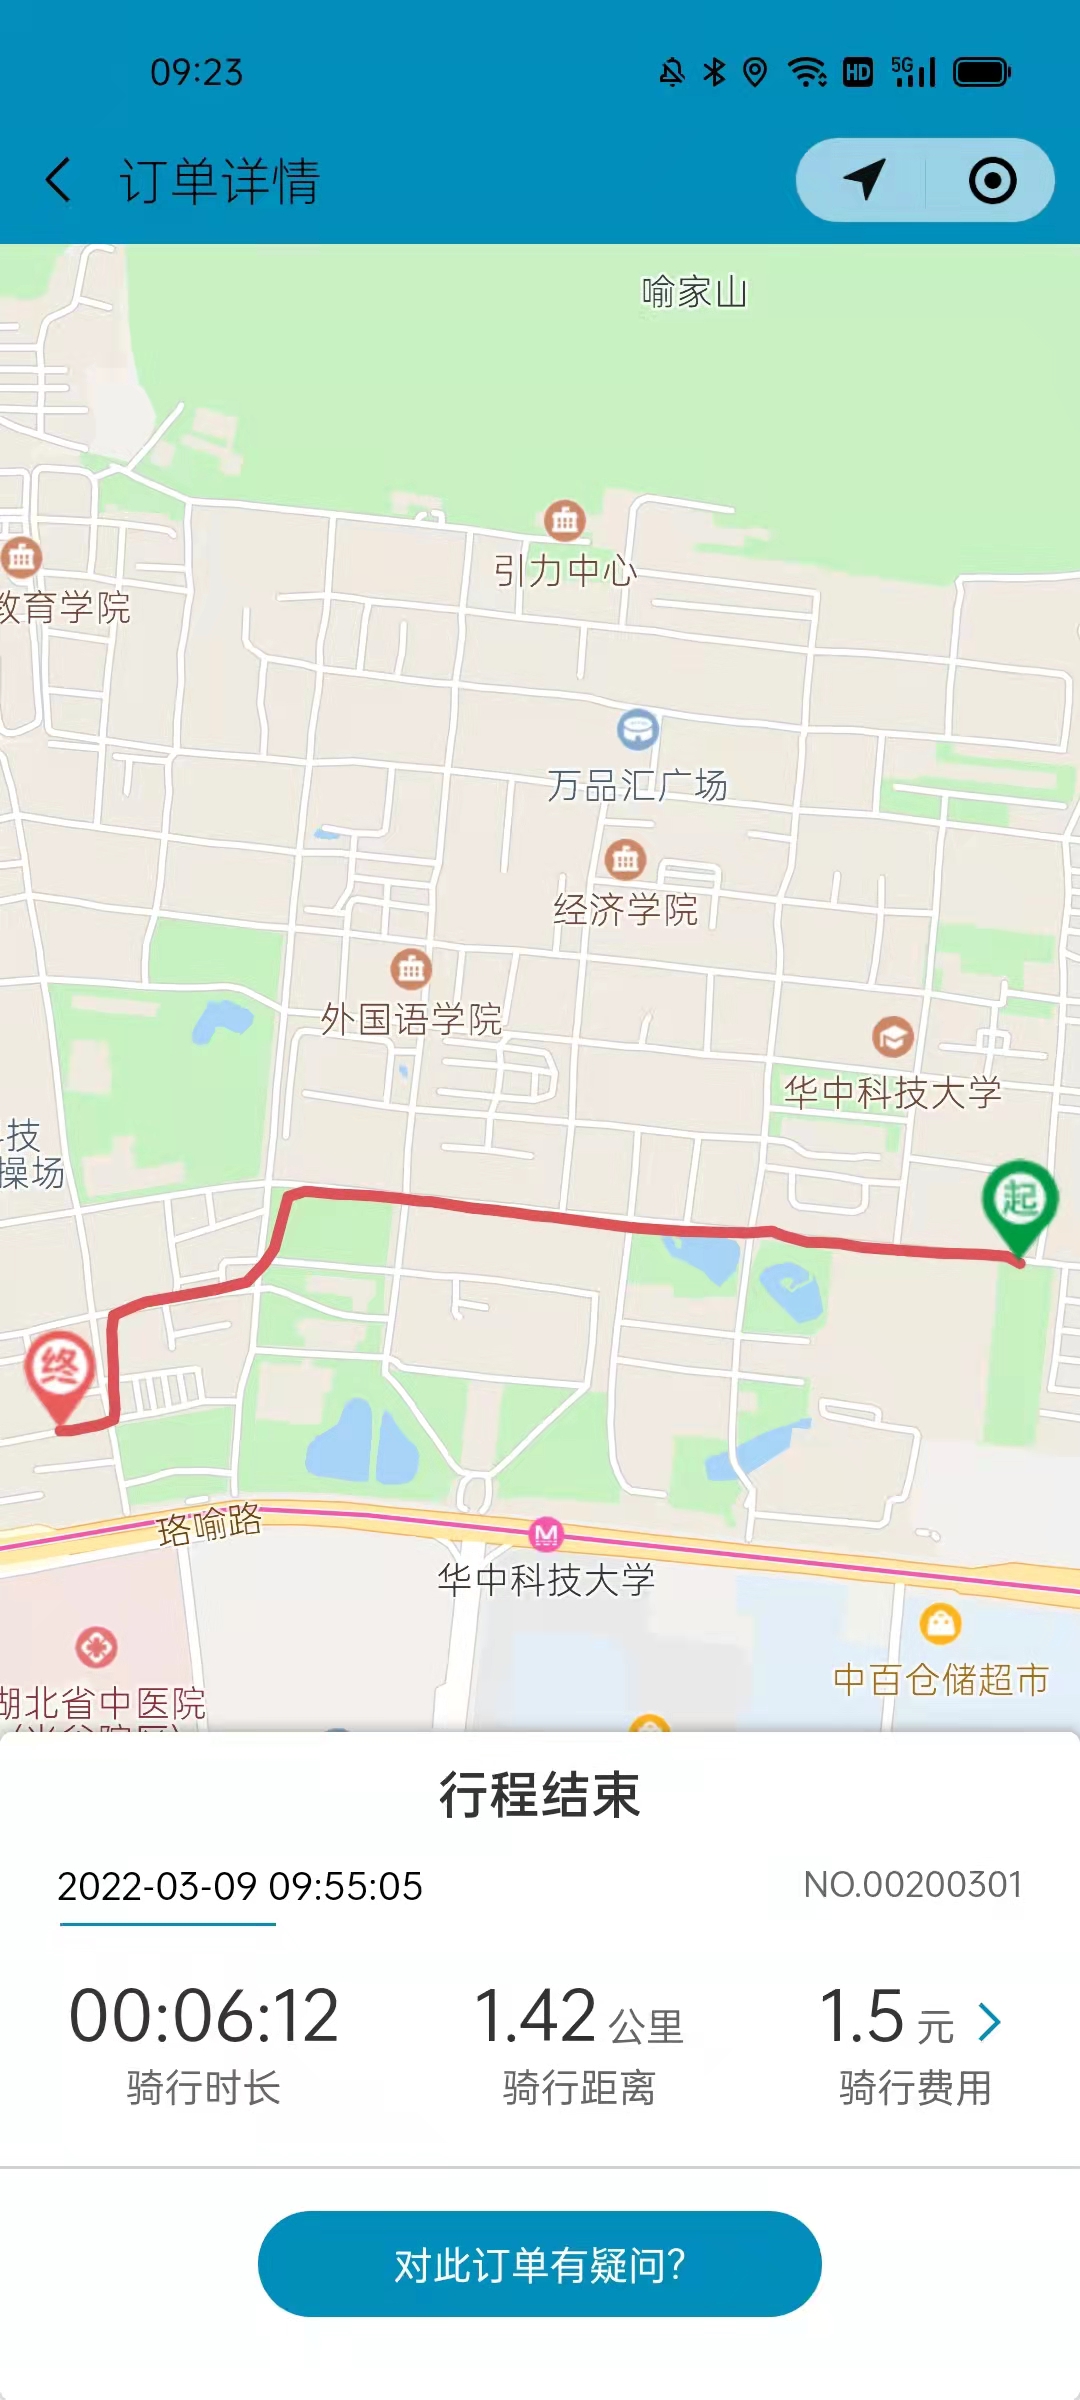 09:23
HD 5G
订单详情
喻家山
引力中心
教育学院
万品汇广场
经济学院
外国语学院
华中科技大学
技
操场
起
终
珞喻路
华中科技大学
中百仓储超市
湖北省中医院
行程结束
2022-03-09 09:55:05
NO.00200301
00:06:12
1.42 公里
1.5 元
骑行时长
骑行距离
骑行费用
对此订单有疑问?